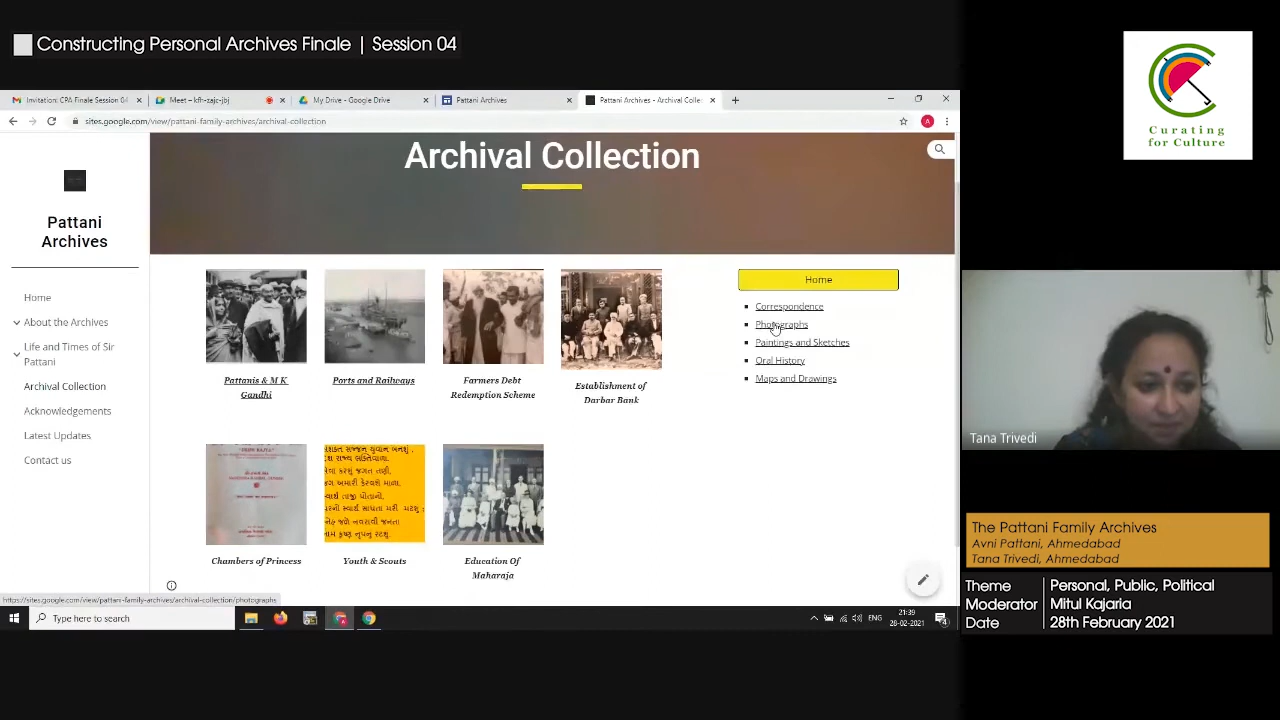 Constructing Personal Archives Finale | Session 04
Invitation: CPA Finale Session 04
Meet – kfh-zajc-jbj
My Drive - Google Drive
Pattani Archives
Pattani Archives - Archival Colle
sites.google.com/view/pattani-family-archives/archival-collection
Curating
for Culture
Archival Collection
Pattani
Archives
Home
About the Archives
Life and Times of Sir
Pattani
Archival Collection
Acknowledgements
Latest Updates
Contact us
Pattanis & M K
Gandhi
Ports and Railways
Farmers Debt
Redemption Scheme
Establishment of
Darbar Bank
Home
Correspondence
Photographs
Paintings and Sketches
Oral History
Maps and Drawings
Chambers of Princess
Youth & Scouts
Education Of
Maharaja
Tana Trivedi
https://sites.google.com/view/pattani-family-archives/archival-collection/photographs
Type here to search
ENG
21:39
28-02-2021
The Pattani Family Archives
Avni Pattani, Ahmedabad
Tana Trivedi, Ahmedabad
Theme Personal, Public, Political
Moderator Mitul Kajaria
Date 28th February 2021